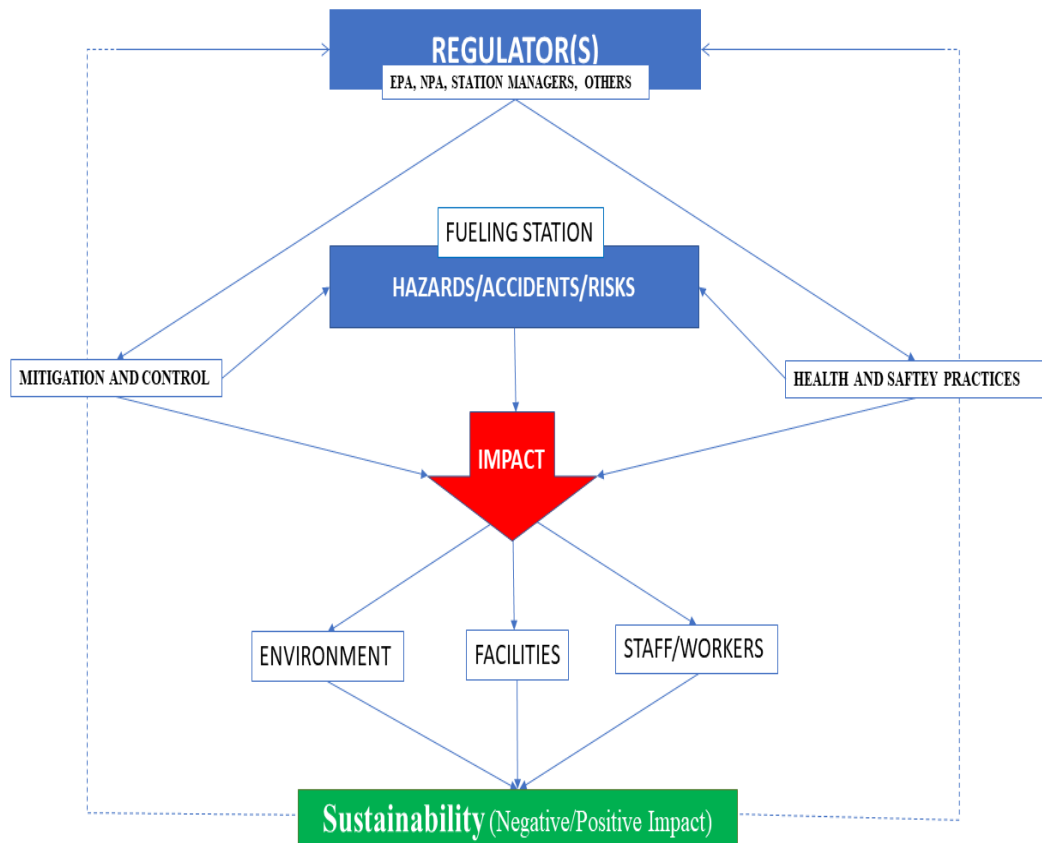 REGULATOR(S)
EPA, NPA, STATION MANAGERS, OTHERS
FUELING STATION
HAZARDS/ACCIDENTS/RISKS
MITIGATION AND CONTROL
HEALTH AND SAFTEY PRACTICES
IMPACT
ENVIRONMENT
FACILITIES
STAFF/WORKERS
Sustainability (Negative/Positive Impact)